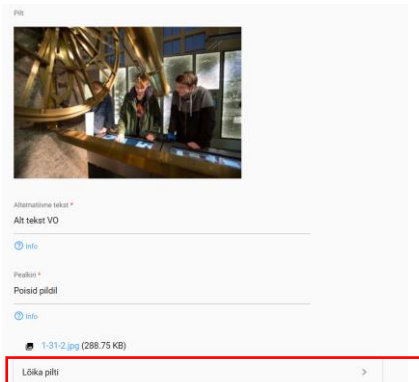 Pilt
Alternatiivne tekst *
Alt tekst VO
Info
Pealkiri *
Poisid pildil
Info
1-31-2.jpg (288.75 KB)
Lõika pilti